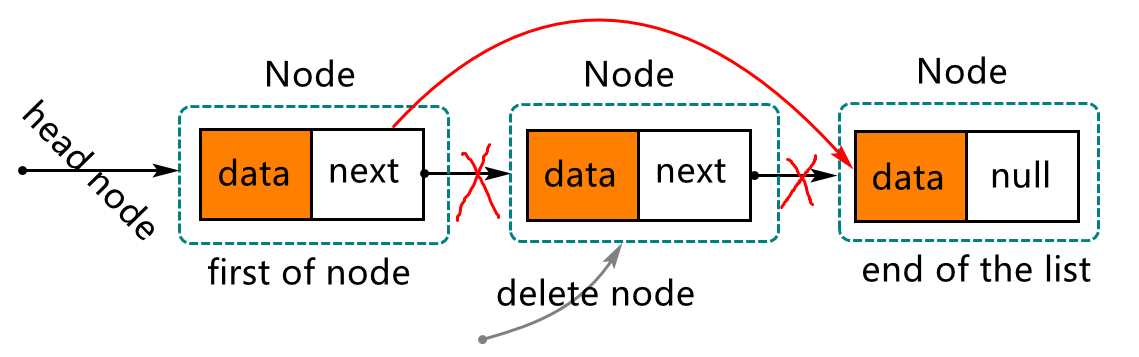 Node
Node
Node
head node
data
next
data
next
data
null
first of node
delete node
end of the list